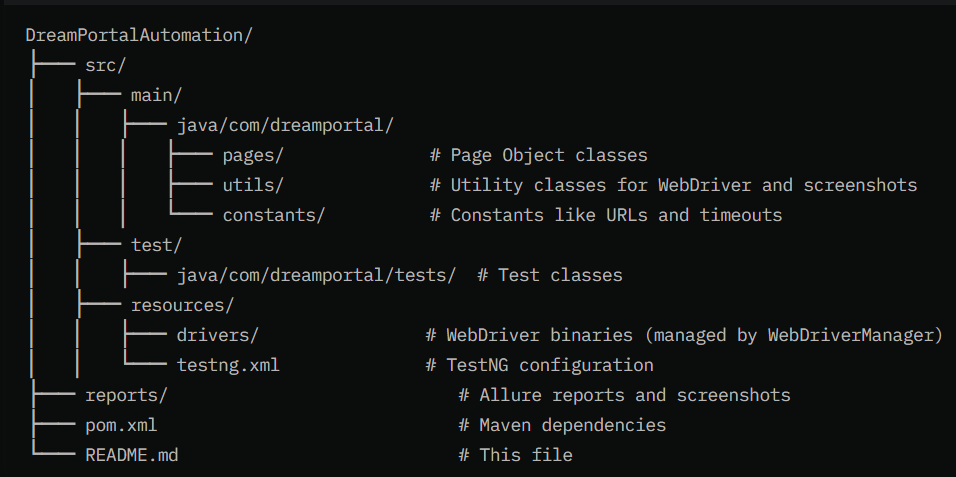 DreamPortalAutomation/
├── src/
│   ├── main/
│   │   ├── java/com/dreamportal/
│   │   │   ├── pages/              # Page Object classes
│   │   │   ├── utils/              # Utility classes for WebDriver and screenshots
│   │   │   └── constants/          # Constants like URLs and timeouts
│   ├── test/
│   │   ├── java/com/dreamportal/tests/  # Test classes
│   ├── resources/
│   │   ├── drivers/                # WebDriver binaries (managed by WebDriverManager)
│   │   └── testng.xml              # TestNG configuration
├── reports/                            # Allure reports and screenshots
├── pom.xml                             # Maven dependencies
└── README.md                           # This file